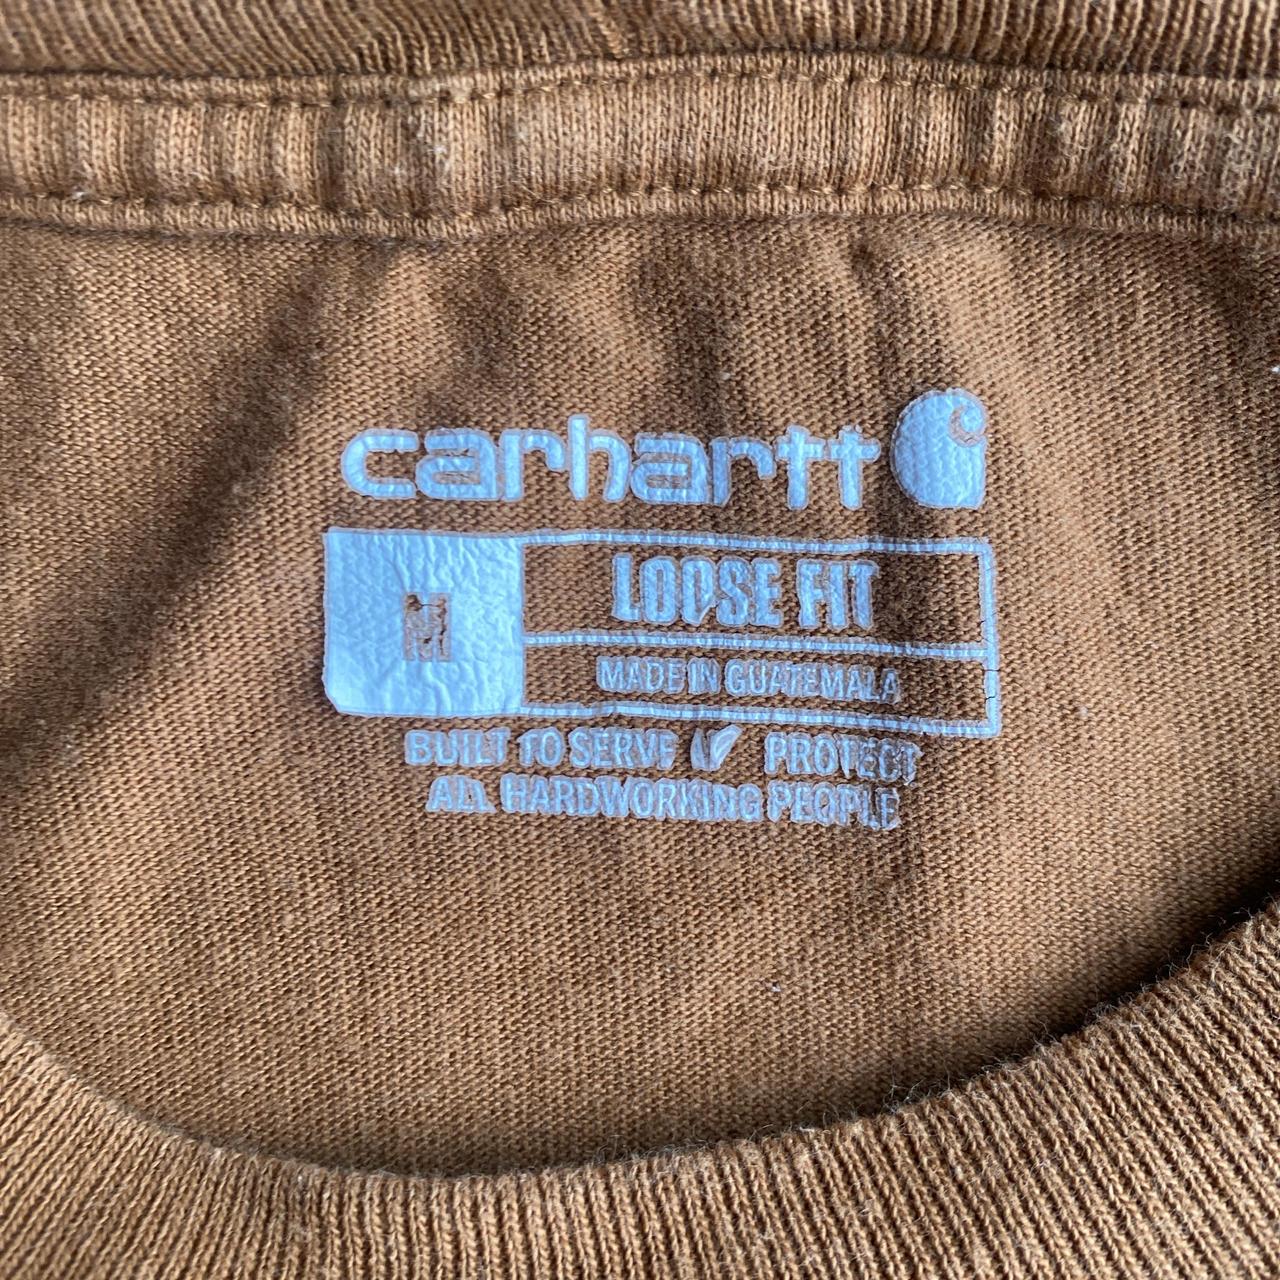 carhartt
M
LOOSE FIT
MADE IN GUATEMALA
BUILT TO SERVE PROTECT
ALL HARDWORKING PEOPLE